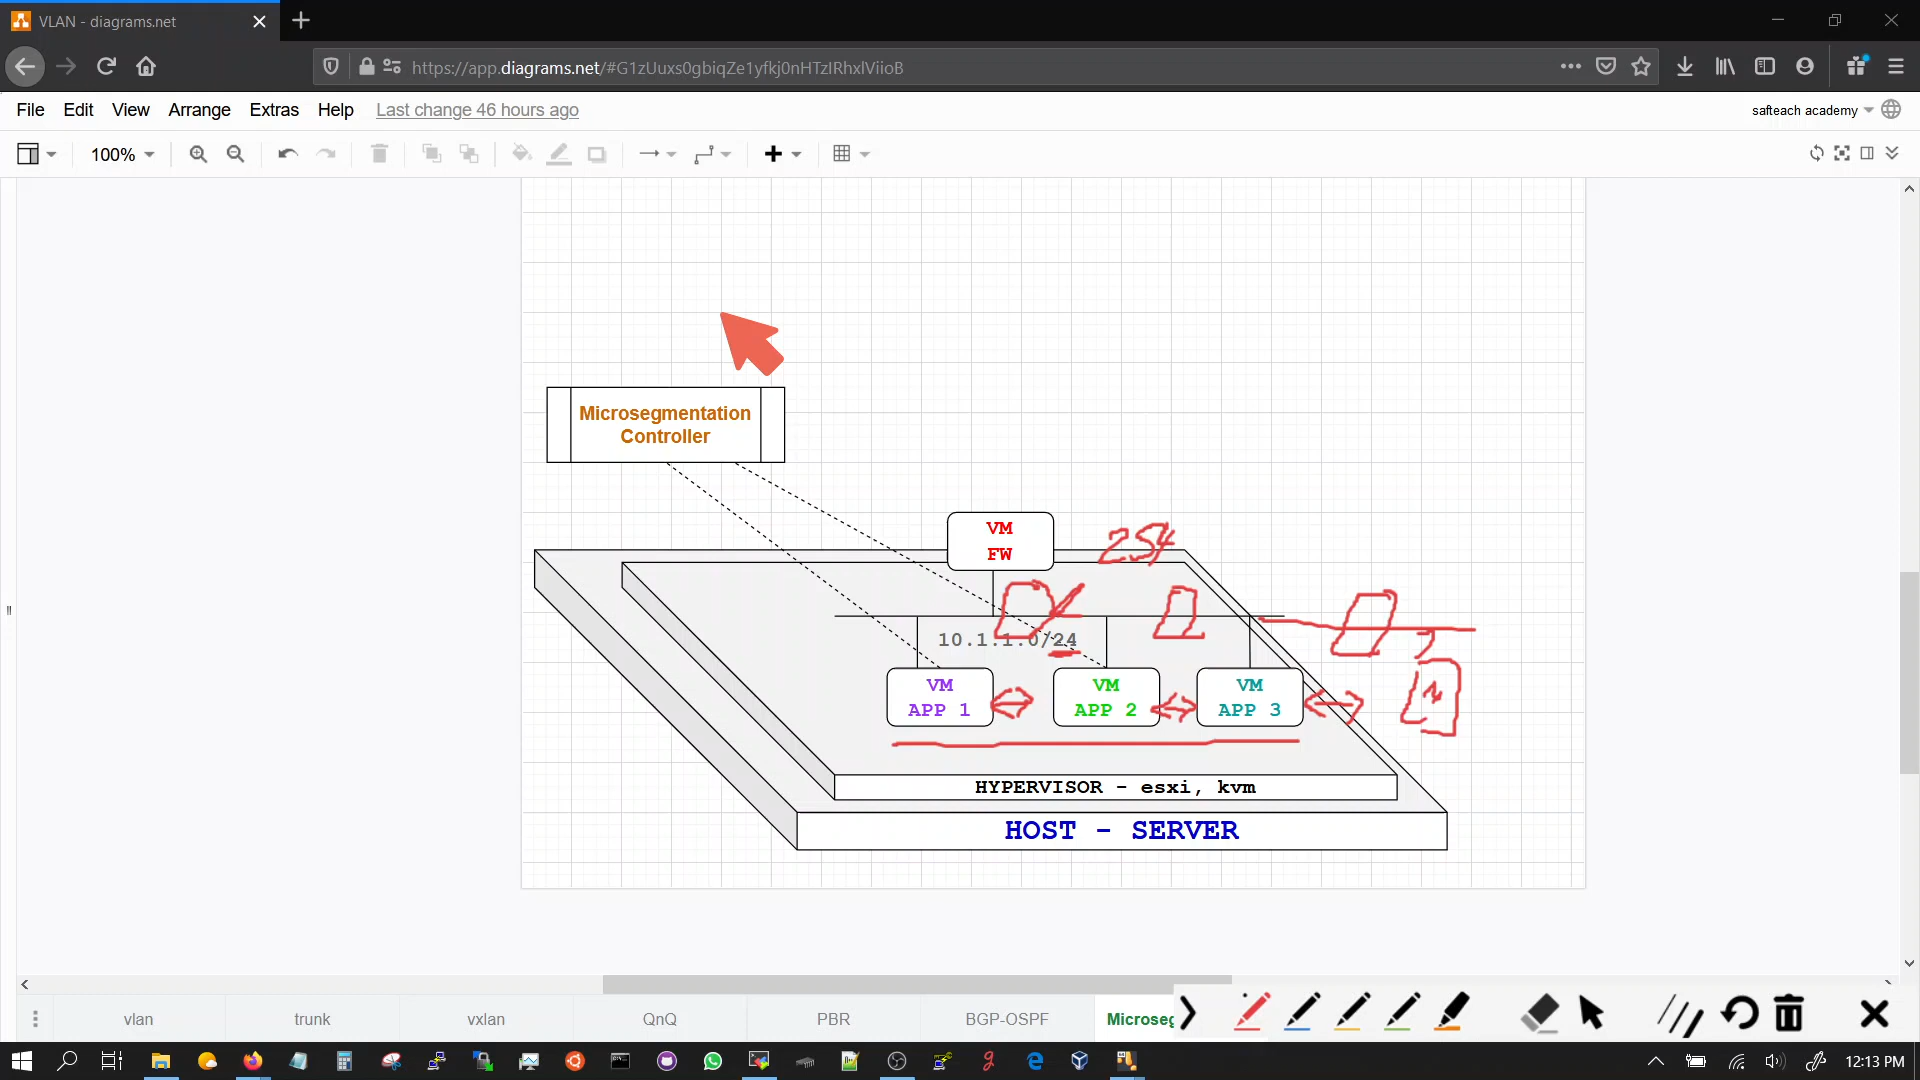 VLAN - diagrams.net
https://app.diagrams.net/#G1zUuxs0gbiqZe1yfkj0nHTzIRhxlViioB
File Edit View Arrange Extras Help Last change 46 hours ago
safteach academy
100%
Microsegmentation
Controller
VM
FW
254
10.1.1.0/24
VM
APP 1
VM
APP 2
VM
APP 3
N
HYPERVISOR - esxi, kvm
HOST - SERVER
vlan trunk vxlan QnQ PBR BGP-OSPF Microseg
12:13 PM